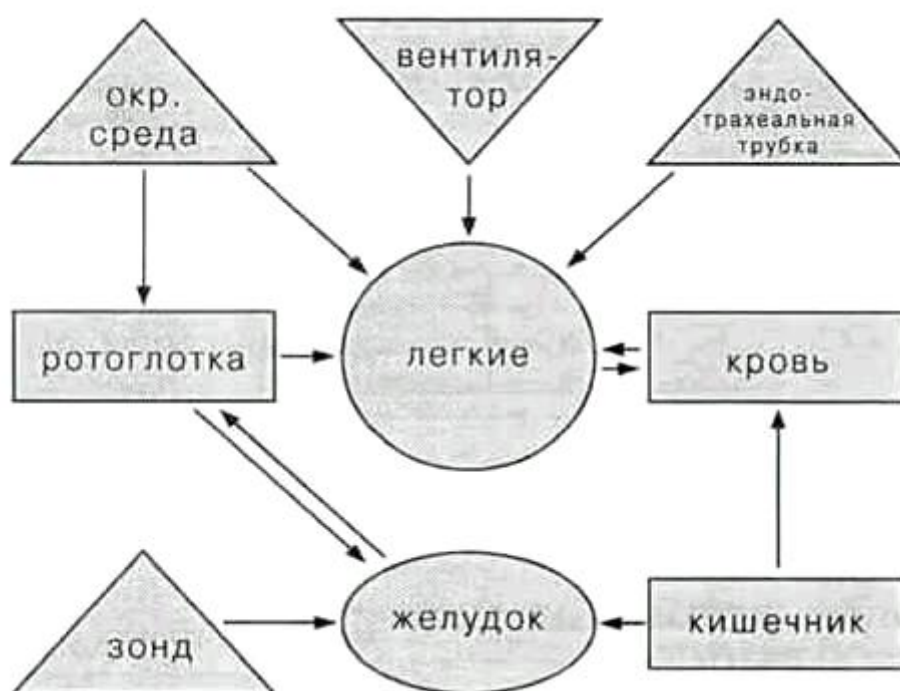 окр.
среда
вентиля-
тор
эндо-
трахеальная
трубка
ротоглотка
легкие
кровь
зонд
желудок
кишечник